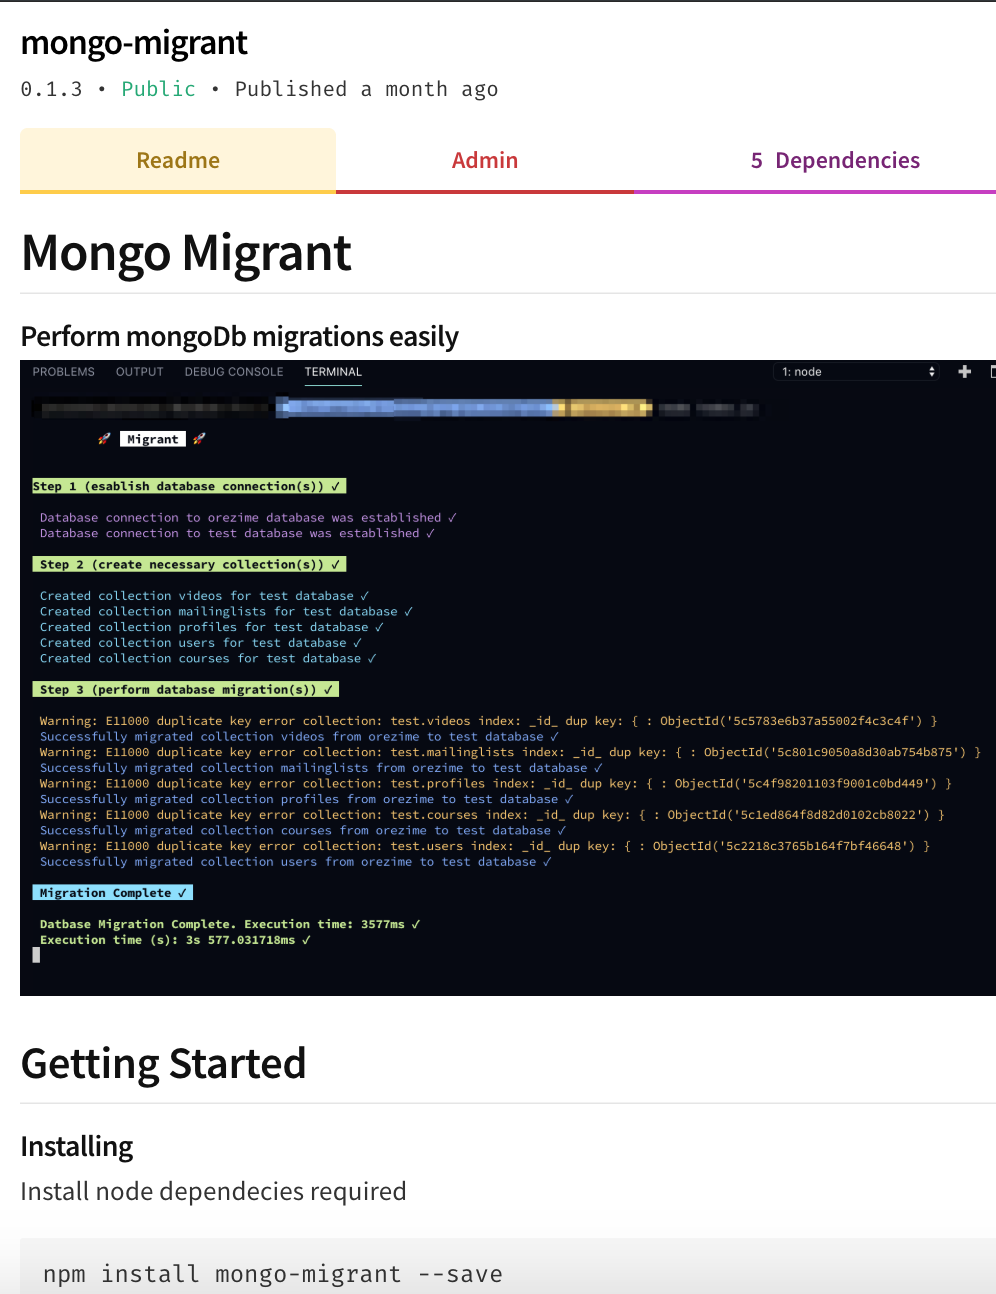 mongo-migrant
0.1.3 • Public • Published a month ago
Readme Admin 5 Dependencies
Mongo Migrant
Perform mongoDb migrations easily
PROBLEMS OUTPUT DEBUG CONSOLE TERMINAL 1: node
🚀 Migrant 🚀
Step 1 (esablish database connection(s)) ✓
Database connection to orezime database was established ✓
Database connection to test database was established ✓
Step 2 (create necessary collection(s)) ✓
Created collection videos for test database ✓
Created collection mailinglists for test database ✓
Created collection profiles for test database ✓
Created collection users for test database ✓
Created collection courses for test database ✓
Step 3 (perform database migration(s)) ✓
Warning: E11000 duplicate key error collection: test.videos index: _id_ dup key: { : ObjectId('5c5783e6b37a55002f4c3c4f') }
Successfully migrated collection videos from orezime to test database ✓
Warning: E11000 duplicate key error collection: test.mailinglists index: _id_ dup key: { : ObjectId('5c801c9050a8d30ab754b875') }
Successfully migrated collection mailinglists from orezime to test database ✓
Warning: E11000 duplicate key error collection: test.profiles index: _id_ dup key: { : ObjectId('5c4f98201103f9001c0bd449') }
Successfully migrated collection profiles from orezime to test database ✓
Warning: E11000 duplicate key error collection: test.courses index: _id_ dup key: { : ObjectId('5c1ed864f8d82d0102cb8022') }
Successfully migrated collection courses from orezime to test database ✓
Warning: E11000 duplicate key error collection: test.users index: _id_ dup key: { : ObjectId('5c2218c3765b164f7bf46648') }
Successfully migrated collection users from orezime to test database ✓
Migration Complete ✓
Datbase Migration Complete. Execution time: 3577ms ✓
Execution time (s): 3s 577.031718ms ✓
Getting Started
Installing
Install node dependecies required
npm install mongo-migrant --save